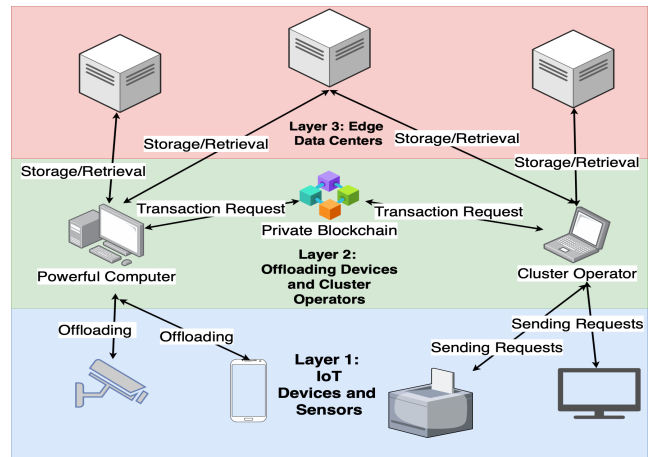 Layer 3: Edge
Data Centers
Storage/Retrieval
Storage/Retrieval
Storage/Retrieval
Storage/Retrieval
Transaction Request
Transaction Request
Private Blockchain
Powerful Computer
Cluster Operator
Layer 2:
Offloading Devices
and Cluster
Operators
Offloading
Offloading
Sending Requests
Sending Requests
Layer 1:
IoT
Devices and
Sensors